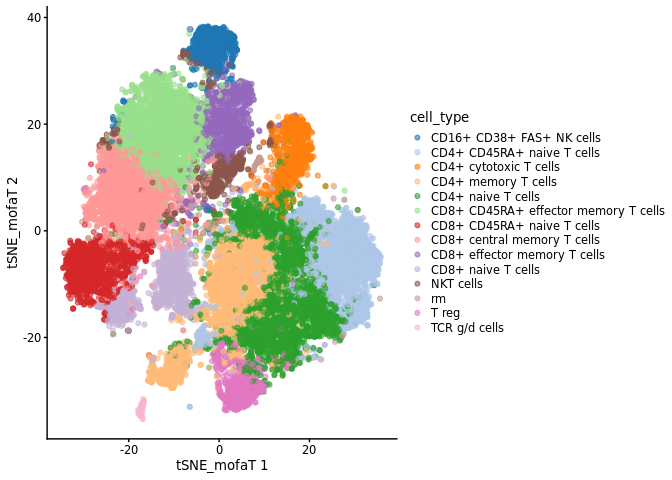 40
20
0
-20
-20
0
20
tSNE_mofaT 1
tSNE_mofaT 2
cell_type
CD16+ CD38+ FAS+ NK cells
CD4+ CD45RA+ naive T cells
CD4+ cytotoxic T cells
CD4+ memory T cells
CD4+ naive T cells
CD8+ CD45RA+ effector memory T cells
CD8+ CD45RA+ naive T cells
CD8+ central memory T cells
CD8+ effector memory T cells
CD8+ naive T cells
NKT cells
rm
T reg
TCR g/d cells